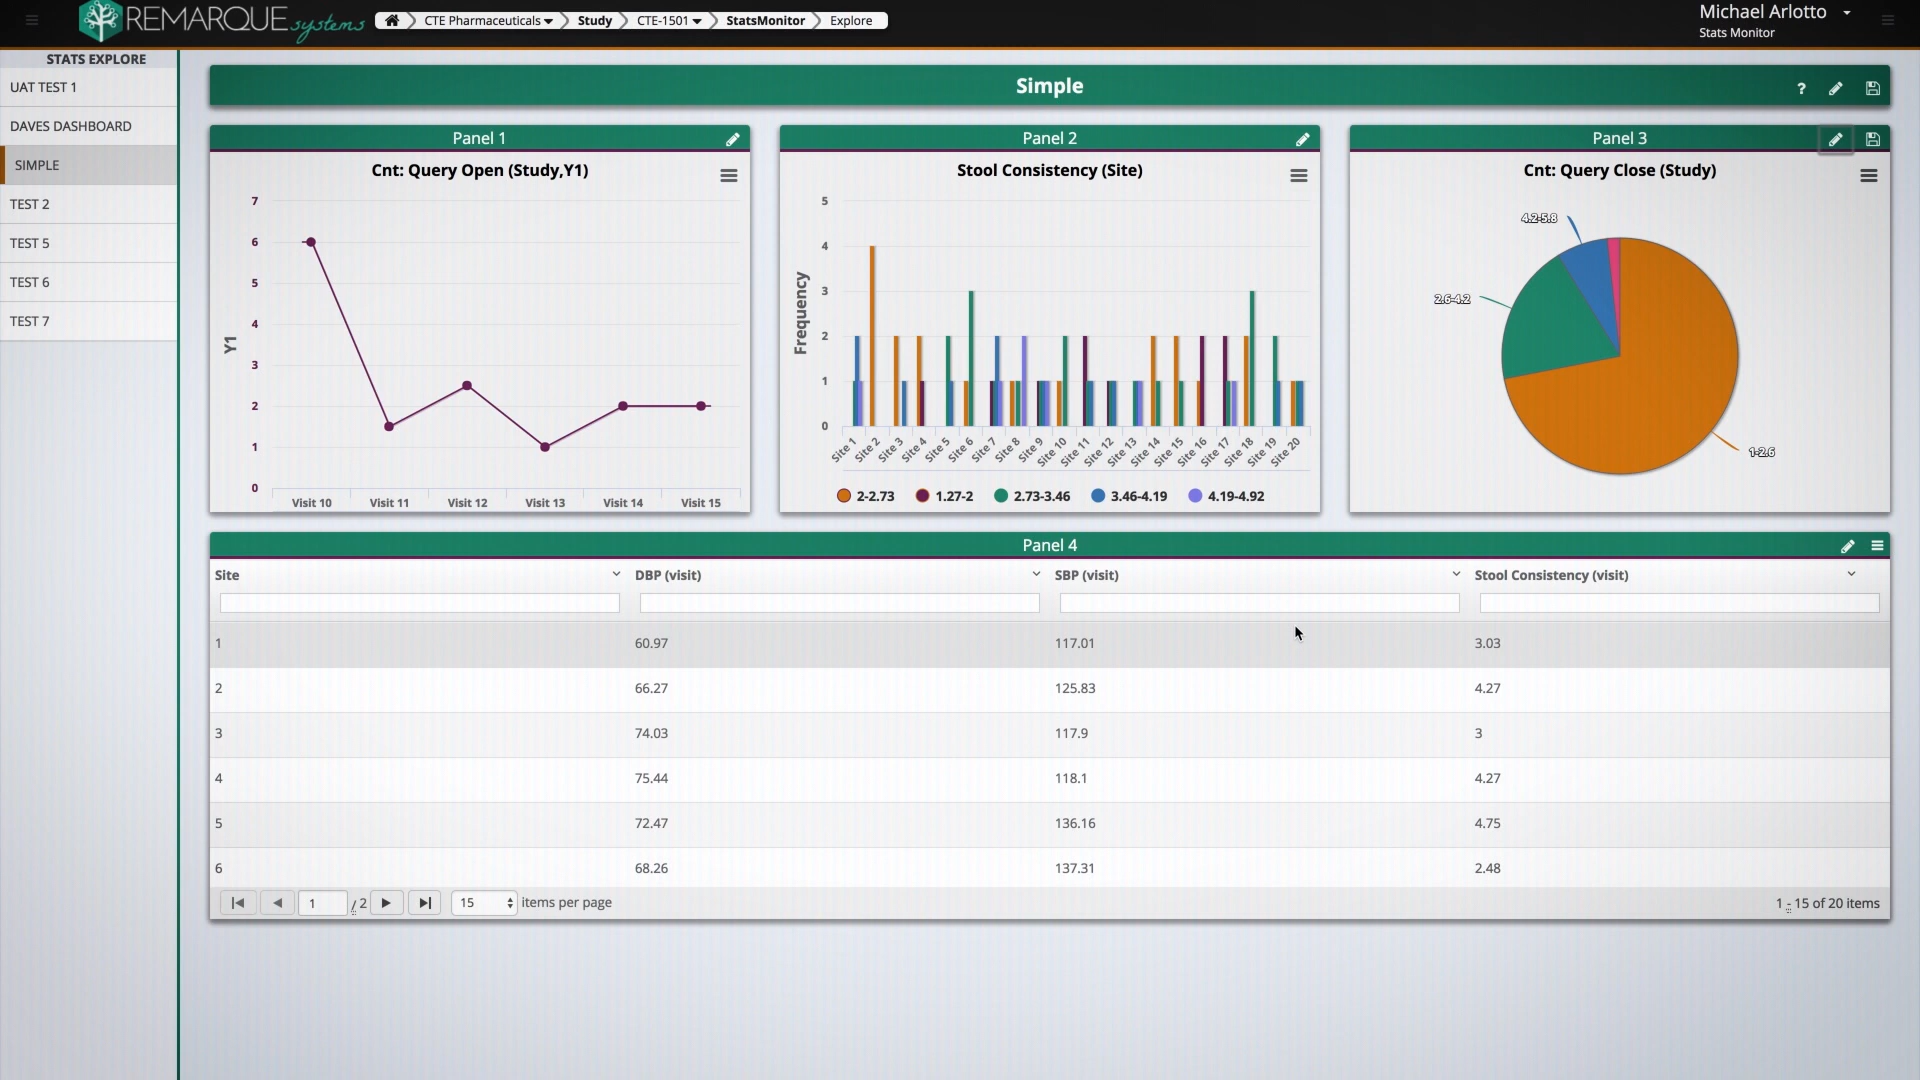 REMARQUE systems
CTE Pharmaceuticals Study CTE-1501 StatsMonitor Explore
Michael Arlotto
Stats Monitor
STATS EXPLORE
UAT TEST 1
DAVES DASHBOARD
SIMPLE
TEST 2
TEST 5
TEST 6
TEST 7
Simple
?
Panel 1
Cnt: Query Open (Study,Y1)
7
6
5
4
3
2
1
0
Y1
Visit 10 Visit 11 Visit 12 Visit 13 Visit 14 Visit 15
Panel 2
Stool Consistency (Site)
5
4
3
2
1
0
Frequency
Site 1 Site 2 Site 3 Site 4 Site 5 Site 6 Site 7 Site 8 Site 9 Site 10 Site 11 Site 12 Site 13 Site 14 Site 15 Site 16 Site 17 Site 18 Site 19 Site 20
2-2.73 1.27-2 2.73-3.46 3.46-4.19 4.19-4.92
Panel 3
Cnt: Query Close (Study)
4.2-5.8
2.6-4.2
1-2.6
Panel 4
Site DBP (visit) SBP (visit) Stool Consistency (visit)
1 60.97 117.01 3.03
2 66.27 125.83 4.27
3 74.03 117.9 3
4 75.44 118.1 4.27
5 72.47 136.16 4.75
6 68.26 137.31 2.48
1 / 2 15 items per page 1 - 15 of 20 items